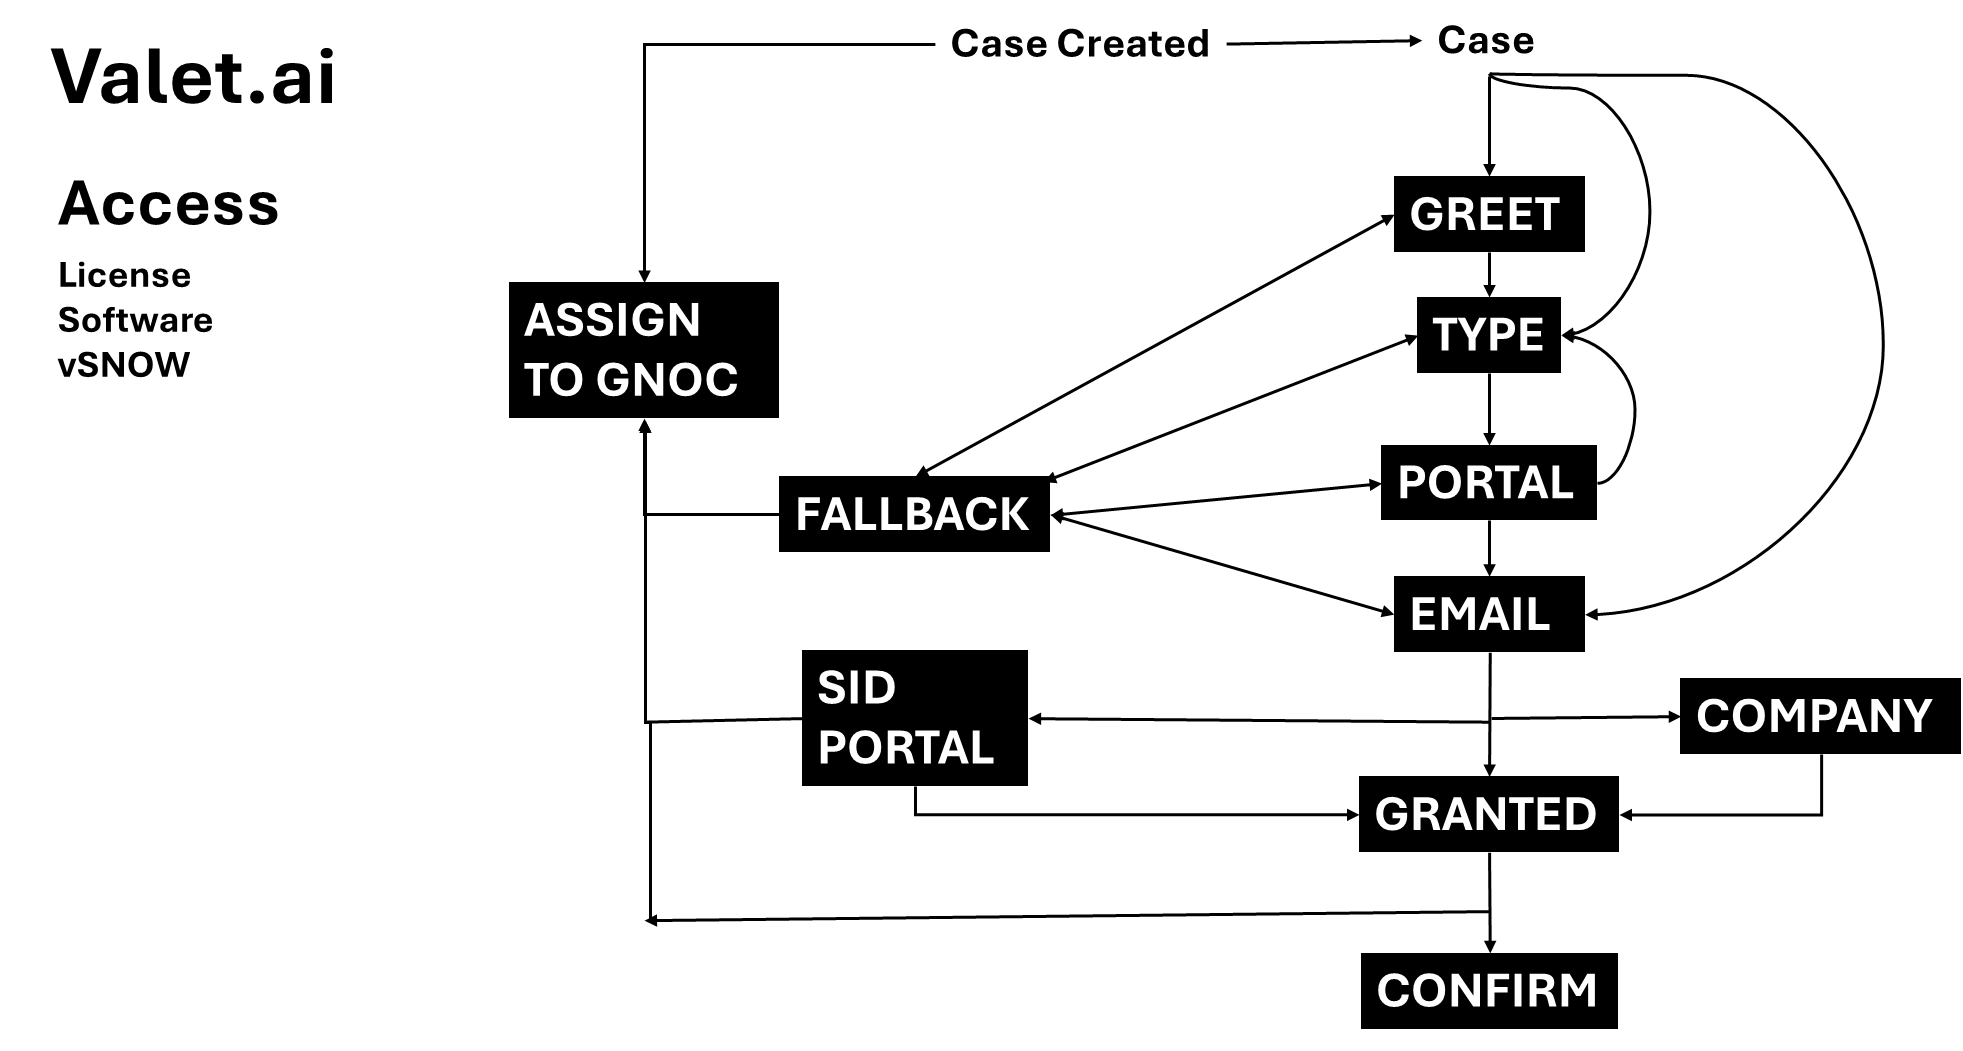 Valet.ai
Access
License
Software
vSNOW
Case Created
Case
GREET
TYPE
ASSIGN
TO GNOC
PORTAL
FALLBACK
EMAIL
SID
PORTAL
COMPANY
GRANTED
CONFIRM